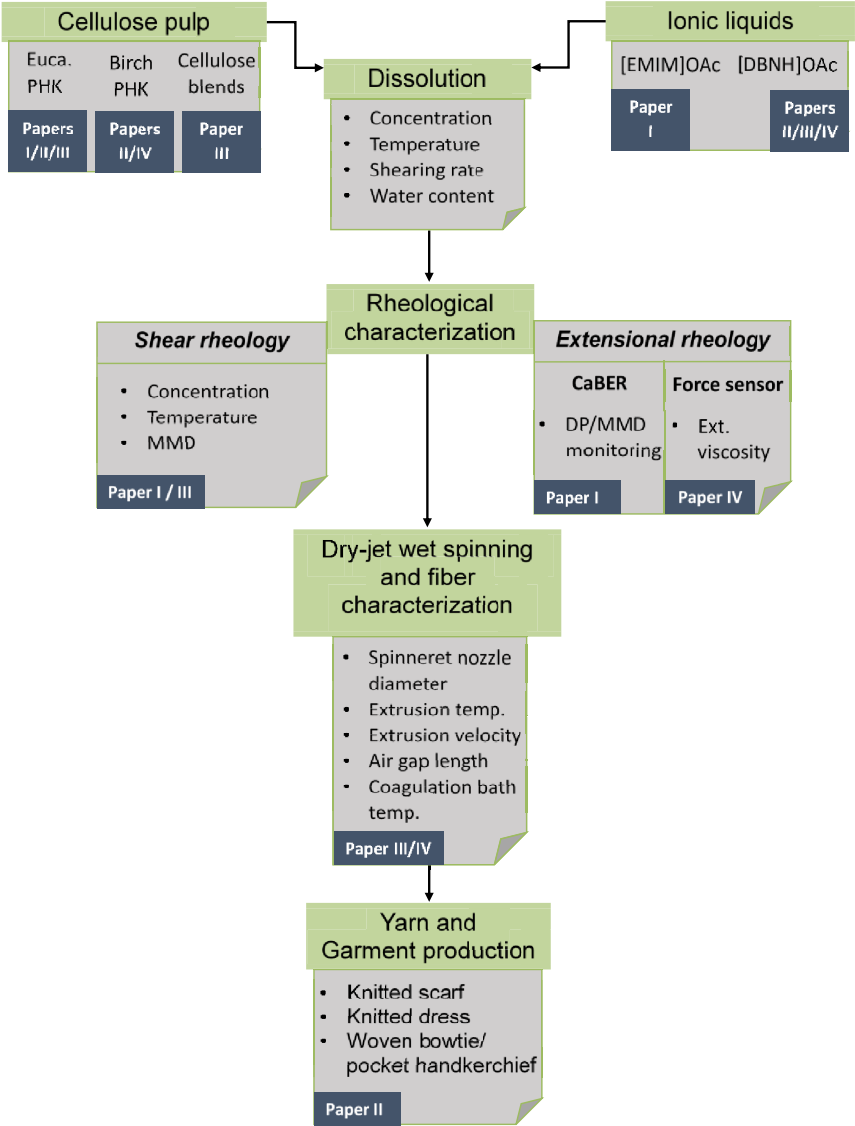 Cellulose pulp
Euca.
PHK
Birch
PHK
Cellulose
blends
Papers
I/II/III
Papers
II/IV
Paper
III
Ionic liquids
[EMIM]OAc
[DBNH]OAc
Paper
I
Papers
II/III/IV
Dissolution
• Concentration
• Temperature
• Shearing rate
• Water content
Rheological
characterization
Shear rheology
• Concentration
• Temperature
• MMD
Paper I / III
Extensional rheology
CaBER
• DP/MMD
monitoring
Paper I
Force sensor
• Ext.
viscosity
Paper IV
Dry-jet wet spinning
and fiber
characterization
• Spinneret nozzle
diameter
• Extrusion temp.
• Extrusion velocity
• Air gap length
• Coagulation bath
temp.
Paper III/IV
Yarn and
Garment production
• Knitted scarf
• Knitted dress
• Woven bowtie/
pocket handkerchief
Paper II